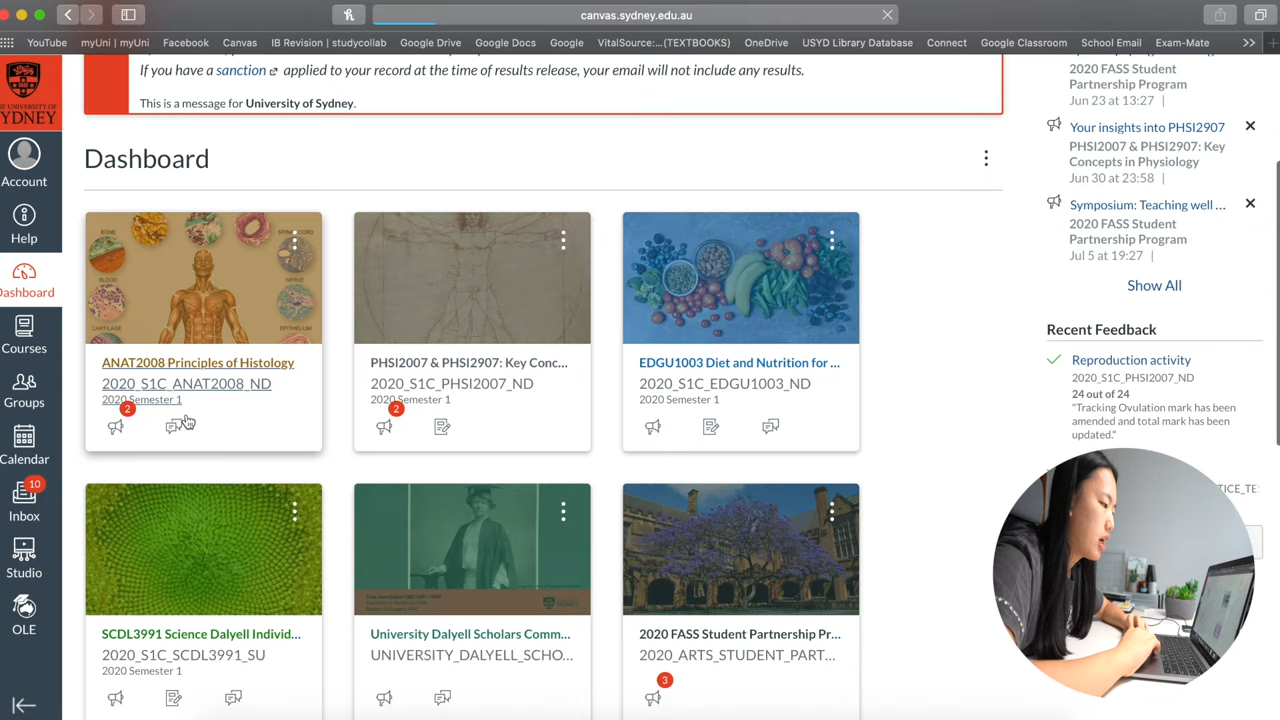 canvas.sydney.edu.au
YouTube myUni | myUni Facebook Canvas IB Revision | studycollab Google Drive Google Docs Google VitalSource:...(TEXTBOOKS) OneDrive USYD Library Database Connect Google Classroom School Email Exam-Mate
If you have a sanction applied to your record at the time of results release, your email will not include any results.
This is a message for University of Sydney.
SYDNEY
Account
Help
Dashboard
Courses
Groups
Calendar
10
Inbox
Studio
OLE
Dashboard
BONE
SPINAL CORD
BLOOD
NERVE
CARTILAGE
EPITHELIUM
ANAT2008 Principles of Histology
2020_S1C_ANAT2008_ND
2020 Semester 1
2
PHSI2007 & PHSI2907: Key Conc...
2020_S1C_PHSI2007_ND
2020 Semester 1
2
EDGU1003 Diet and Nutrition for ...
2020_S1C_EDGU1003_ND
2020 Semester 1
SCDL3991 Science Dalyell Individ...
2020_S1C_SCDL3991_SU
2020 Semester 1
University Dalyell Scholars Comm...
UNIVERSITY_DALYELL_SCHO...
2020 FASS Student Partnership Pr...
2020_ARTS_STUDENT_PART...
3
2020 FASS Student
Partnership Program
Jun 23 at 13:27 |
Your insights into PHSI2907
PHSI2007 & PHSI2907: Key
Concepts in Physiology
Jun 30 at 23:58 |
Symposium: Teaching well ...
2020 FASS Student
Partnership Program
Jul 5 at 19:27 |
Show All
Recent Feedback
Reproduction activity
2020_S1C_PHSI2007_ND
24 out of 24
"Tracking Ovulation mark has been
amended and total mark has been
updated."